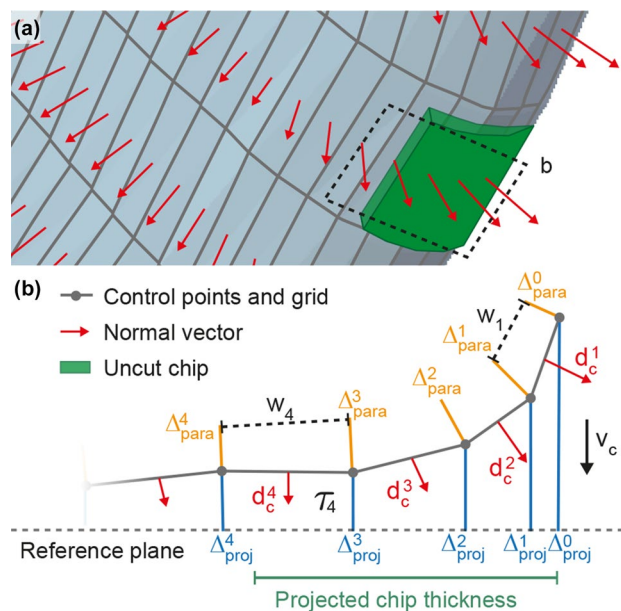 (a)
b
(b)
Control points and grid
Normal vector
Uncut chip
Δ⁰para
w₁
Δ¹para
d¹c
Δ²para
Δ⁴para
w₄
Δ³para
vc
d⁴c
τ₄
d³c
d²c
Reference plane
Δ⁴proj
Δ³proj
Δ²proj
Δ¹proj
Δ⁰proj
Projected chip thickness